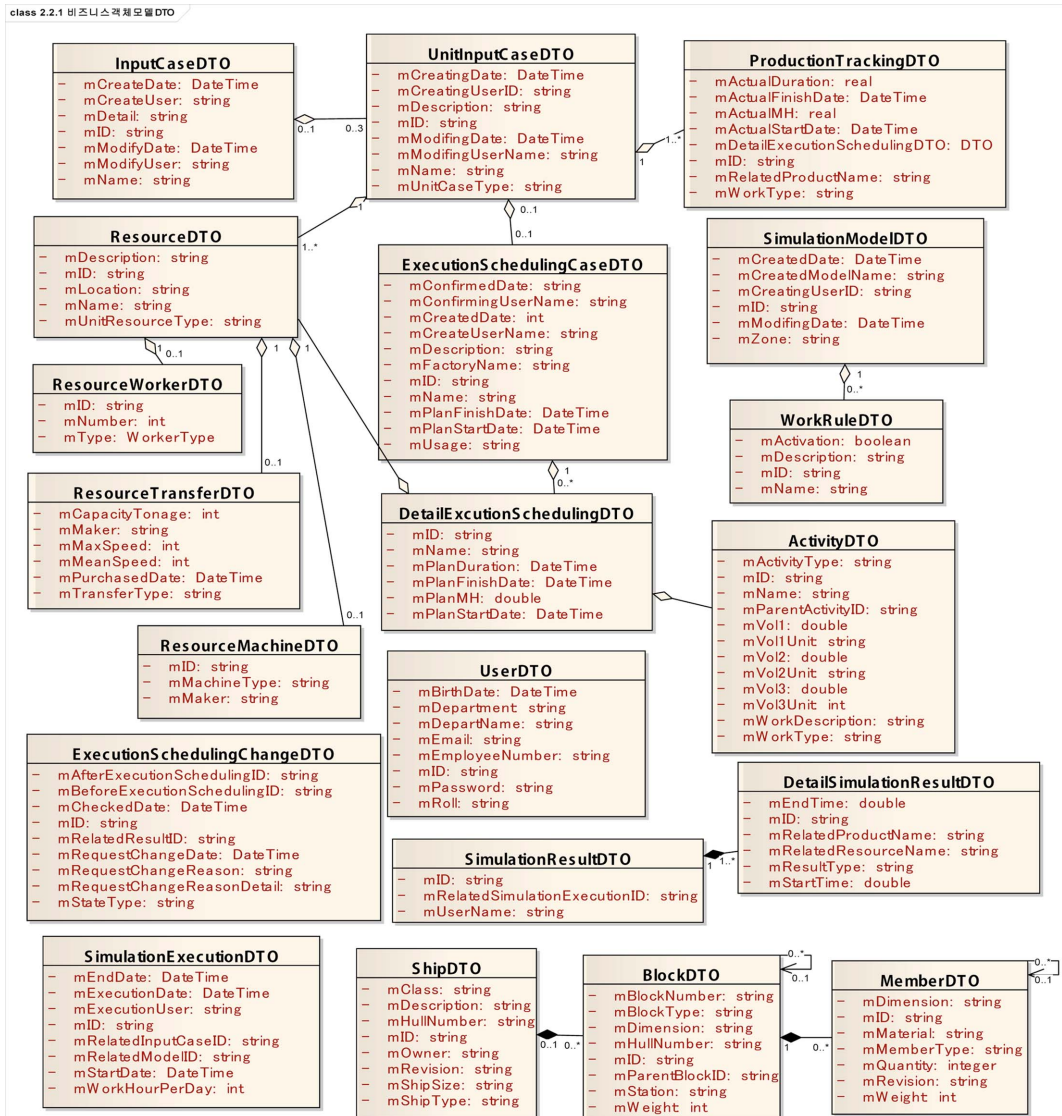 class 2.2.1 비즈니스객체모델DTO
InputCaseDTO
- mCreateDate: DateTime
- mCreateUser: string
- mDetail: string
- mID: string
- mModifyDate: DateTime
- mModifyUser: string
- mName: string
0..1
0..3
UnitInputCaseDTO
- mCreatingDate: DateTime
- mCreatingUserID: string
- mDescription: string
- mID: string
- mModifingDate: DateTime
- mModifingUserName: string
- mName: string
- mUnitCaseType: string
1
1..*
ProductionTrackingDTO
- mActualDuration: real
- mActualFinishDate: DateTime
- mActualMH: real
- mActualStartDate: DateTime
- mDetailExecutionSchedulingDTO: DTO
- mID: string
- mRelatedProductName: string
- mWorkType: string
1
1..*
0..1
0..1
ResourceDTO
- mDescription: string
- mID: string
- mLocation: string
- mName: string
- mUnitResourceType: string
ExecutionSchedulingCaseDTO
- mConfirmedDate: string
- mConfirmingUserName: string
- mCreatedDate: int
- mCreateUserName: string
- mDescription: string
- mFactoryName: string
- mID: string
- mName: string
- mPlanFinishDate: DateTime
- mPlanStartDate: DateTime
- mUsage: string
SimulationModelDTO
- mCreatedDate: DateTime
- mCreatedModelName: string
- mCreatingUserID: string
- mID: string
- mModifingDate: DateTime
- mZone: string
1
0..1
1
1
ResourceWorkerDTO
- mID: string
- mNumber: int
- mType: WorkerType
1
0..*
WorkRuleDTO
- mActivation: boolean
- mDescription: string
- mID: string
- mName: string
0..1
1
0..*
ResourceTransferDTO
- mCapacityTonage: int
- mMaker: string
- mMaxSpeed: int
- mMeanSpeed: int
- mPurchasedDate: DateTime
- mTransferType: string
DetailExcutionSchedulingDTO
- mID: string
- mName: string
- mPlanDuration: DateTime
- mPlanFinishDate: DateTime
- mPlanMH: double
- mPlanStartDate: DateTime
ActivityDTO
- mActivityType: string
- mID: string
- mName: string
- mParentActivityID: string
- mVol1: double
- mVol1Unit: string
- mVol2: double
- mVol2Unit: string
- mVol3: double
- mVol3Unit: int
- mWorkDescription: string
- mWorkType: string
0..1
ResourceMachineDTO
- mID: string
- mMachineType: string
- mMaker: string
UserDTO
- mBirthDate: DateTime
- mDepartment: string
- mDepartName: string
- mEmail: string
- mEmployeeNumber: string
- mID: string
- mPassword: string
- mRoll: string
ExecutionSchedulingChangeDTO
- mAfterExecutionSchedulingID: string
- mBeforeExecutionSchedulingID: string
- mCheckedDate: DateTime
- mID: string
- mRelatedResultID: string
- mRequestChangeDate: DateTime
- mRequestChangeReason: string
- mRequestChangeReasonDetail: string
- mStateType: string
SimulationResultDTO
- mID: string
- mRelatedSimulationExecutionID: string
- mUserName: string
1
1..*
DetailSimulationResultDTO
- mEndTime: double
- mID: string
- mRelatedProductName: string
- mRelatedResourceName: string
- mResultType: string
- mStartTime: double
SimulationExecutionDTO
- mEndDate: DateTime
- mExecutionDate: DateTime
- mExecutionUser: string
- mID: string
- mRelatedInputCaseID: string
- mRelatedModelID: string
- mStartDate: DateTime
- mWorkHourPerDay: int
ShipDTO
- mClass: string
- mDescription: string
- mHullNumber: string
- mID: string
- mOwner: string
- mRevision: string
- mShipSize: string
- mShipType: string
0..1
0..*
BlockDTO
- mBlockNumber: string
- mBlockType: string
- mDimension: string
- mHullNumber: string
- mID: string
- mParentBlockID: string
- mStation: string
- mWeight: int
0..*
0..1
1
0..*
MemberDTO
- mDimension: string
- mID: string
- mMaterial: string
- mMemberType: string
- mQuantity: integer
- mRevision: string
- mWeight: int
0..*
0..1